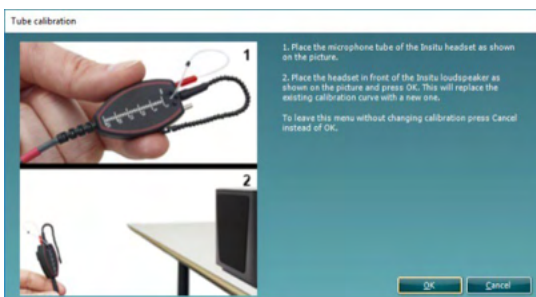 Tube calibration
1
1. Place the microphone tube of the Insitu headset as shown
on the picture.
2. Place the headset in front of the Insitu loudspeaker as
shown on the picture and press OK. This will replace the
existing calibration curve with a new one.
To leave this menu without changing calibration press Cancel
instead of OK.
2
OK
Cancel